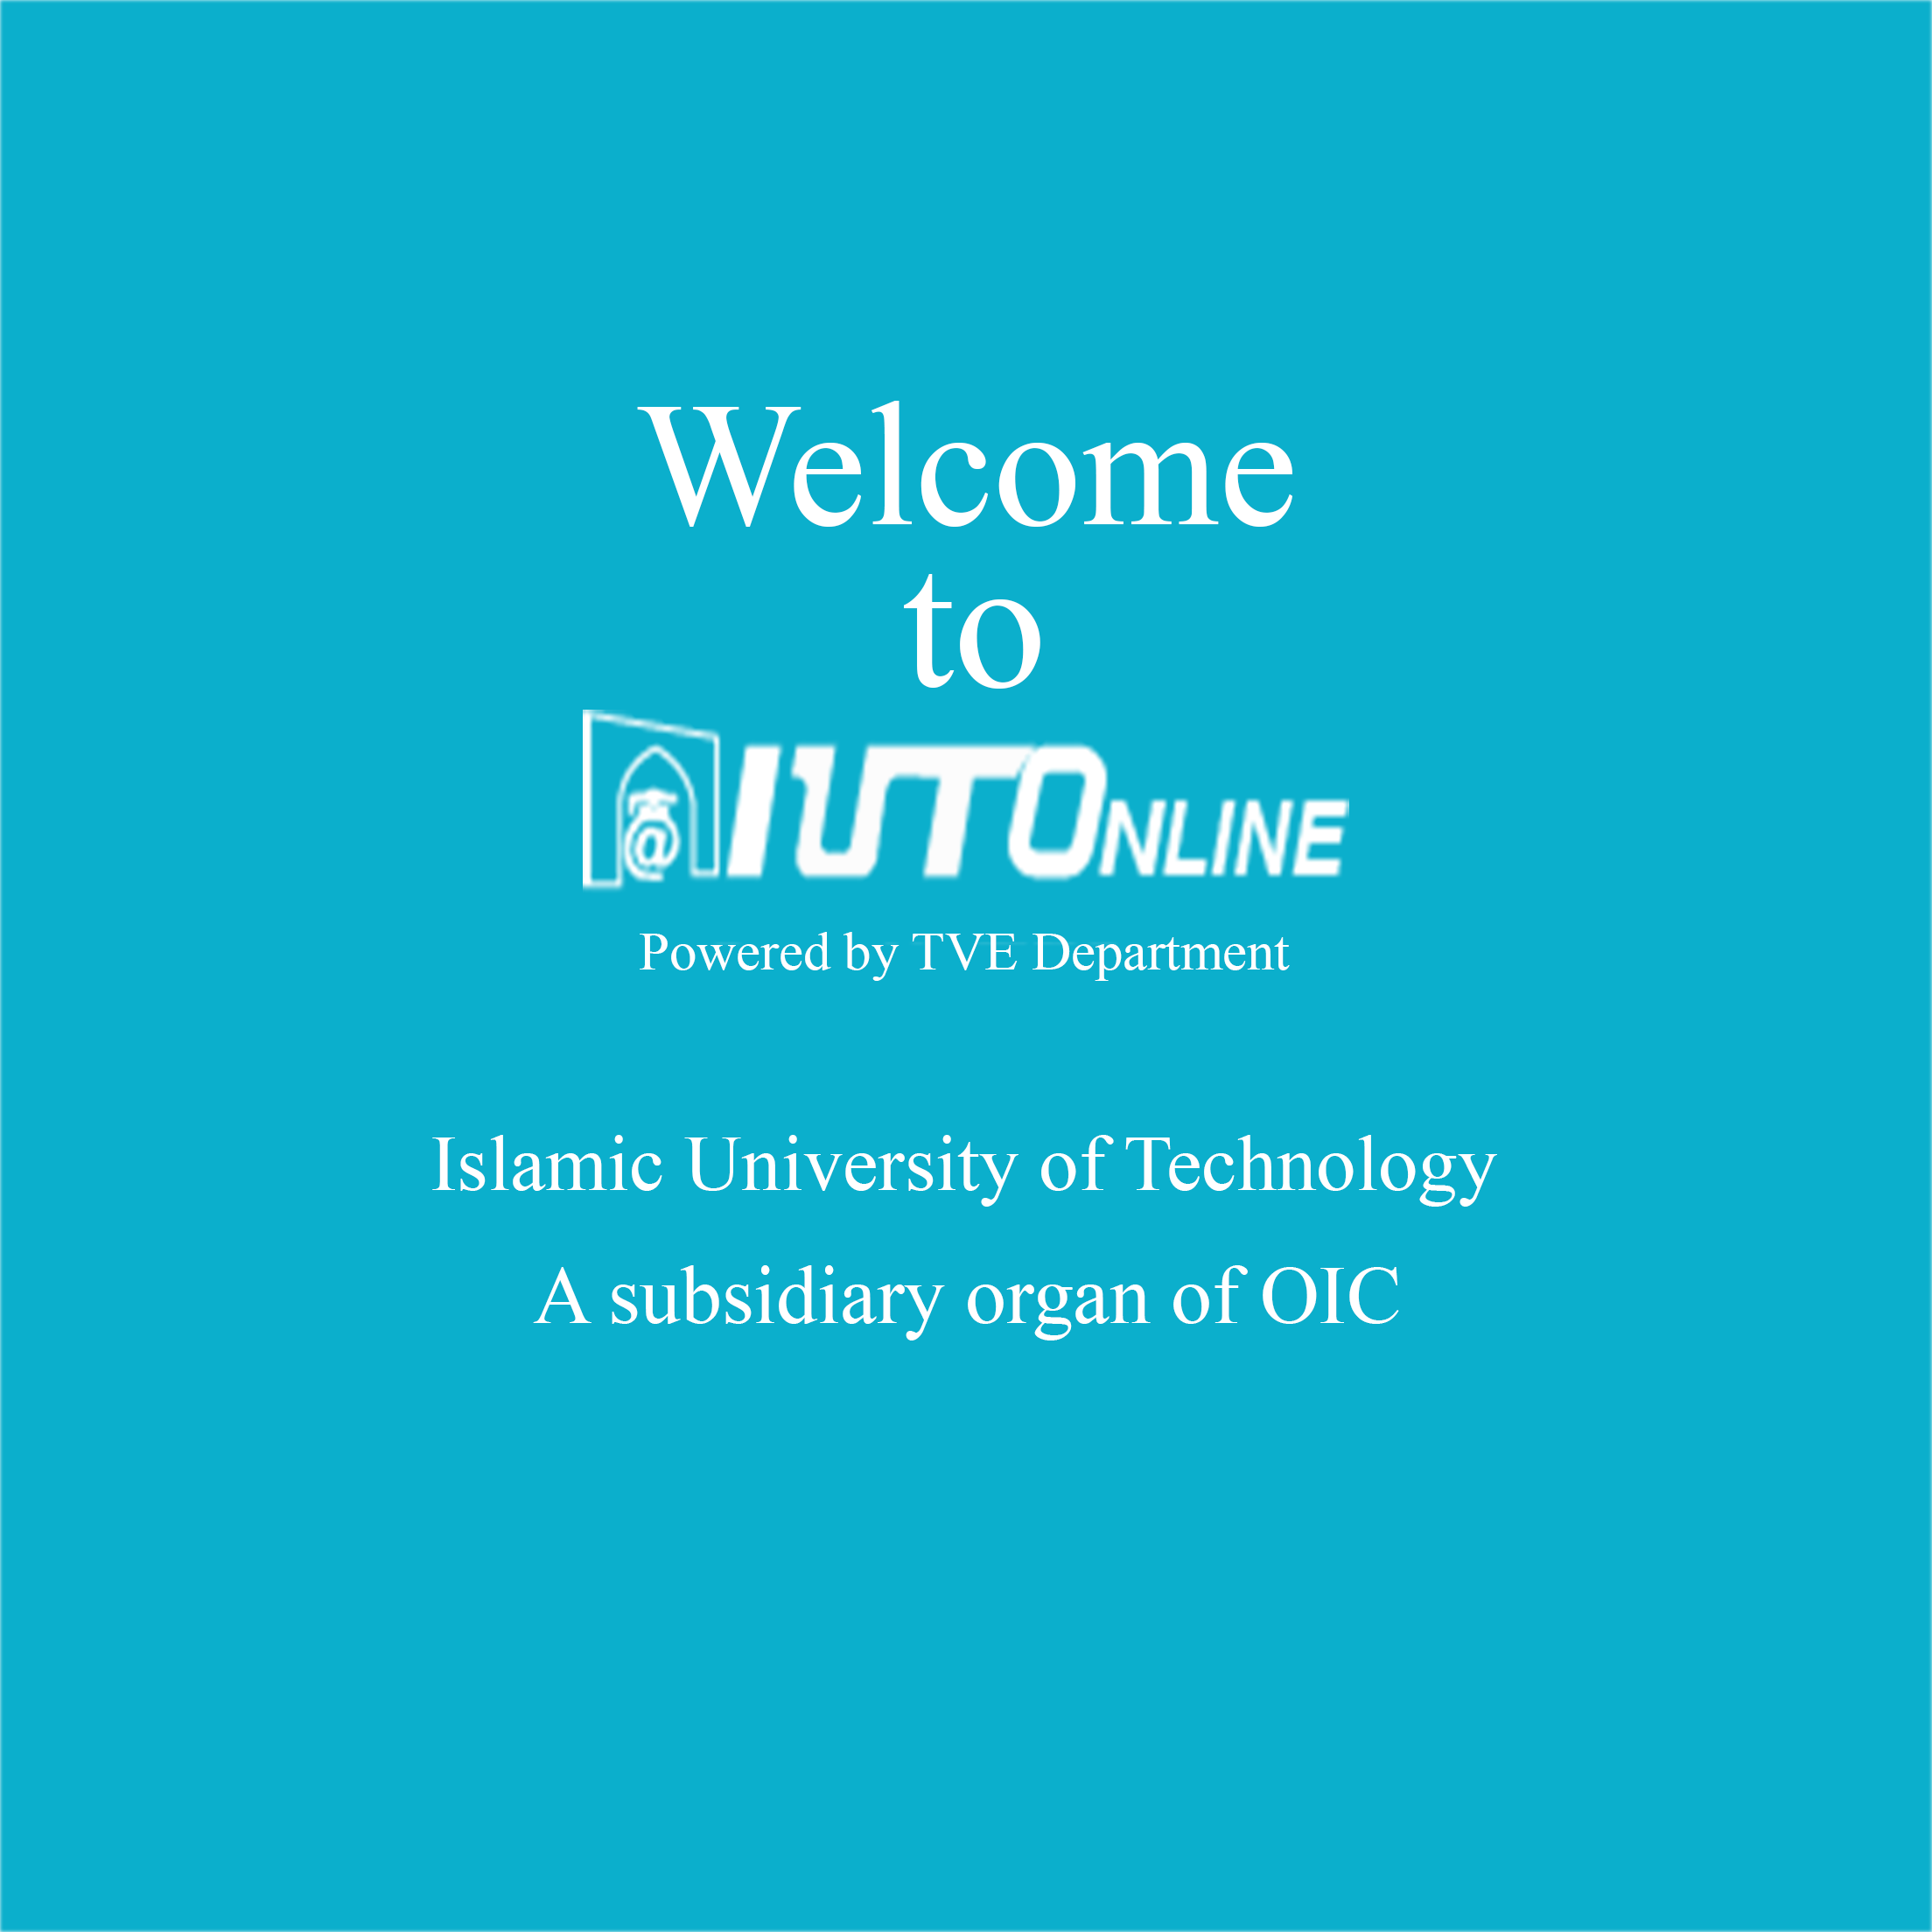 Welcome
to
@ IUTONLINE
Powered by TVE Department
Islamic University of Technology
A subsidiary organ of OIC